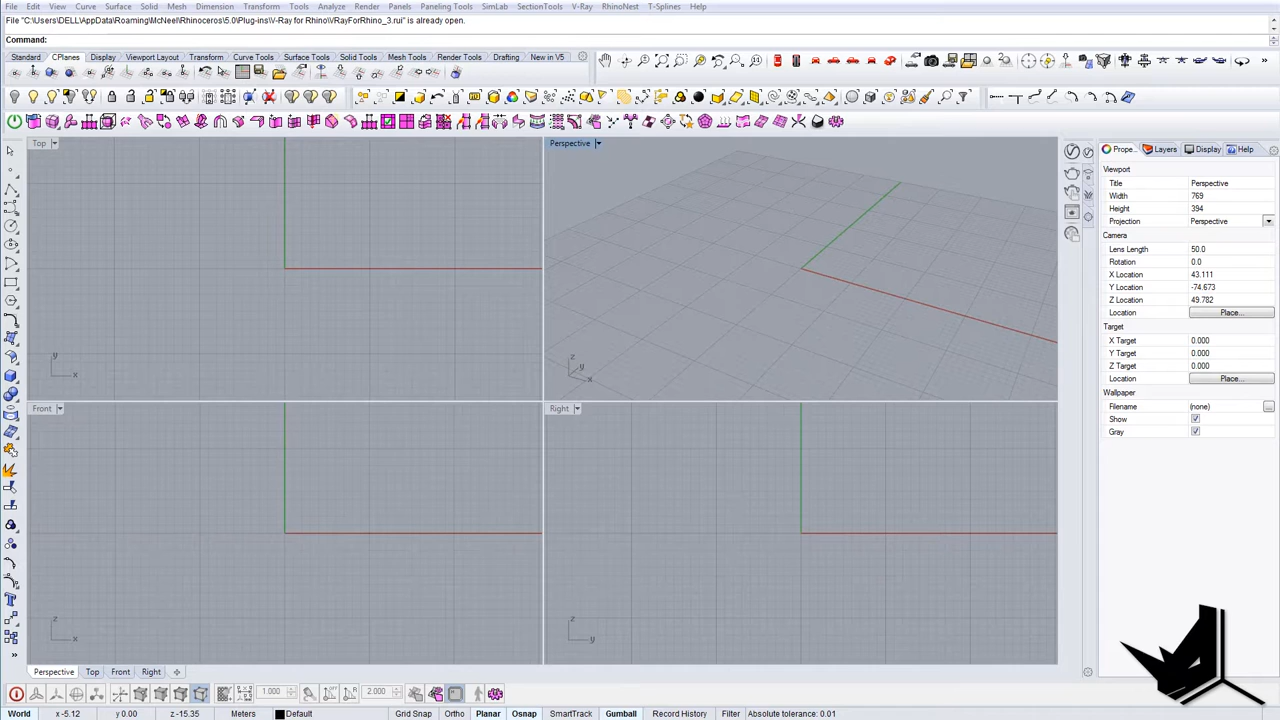 File Edit View Curve Surface Solid Mesh Dimension Transform Tools Analyze Render Panels Paneling Tools SimLab SectionTools V-Ray RhinoNest T-Splines Help
File "C:\Users\DELL\AppData\Roaming\McNeel\Rhinoceros\5.0\Plug-ins\V-Ray for Rhino\VRayForRhino_3.rui" is already open.
Command:
Standard CPlanes Display Viewport Layout Transform Curve Tools Surface Tools Solid Tools Mesh Tools Render Tools Drafting New in V5
Top
Perspective
Prope... Layers Display Help
Viewport
Title Perspective
Width 769
Height 394
Projection Perspective
Camera
Lens Length 50.0
Rotation 0.0
X Location 43.111
Y Location -74.673
Z Location 49.782
Location Place...
Target
X Target 0.000
Y Target 0.000
Z Target 0.000
Location Place...
Wallpaper
Filename (none) ...
Show
Gray
y
x
z
y
x
Front
Right
z
x
z
y
Perspective Top Front Right
1.000 2.000
World x -5.12 y 0.00 z -15.35 Meters Default Grid Snap Ortho Planar Osnap SmartTrack Gumball Record History Filter Absolute tolerance: 0.01